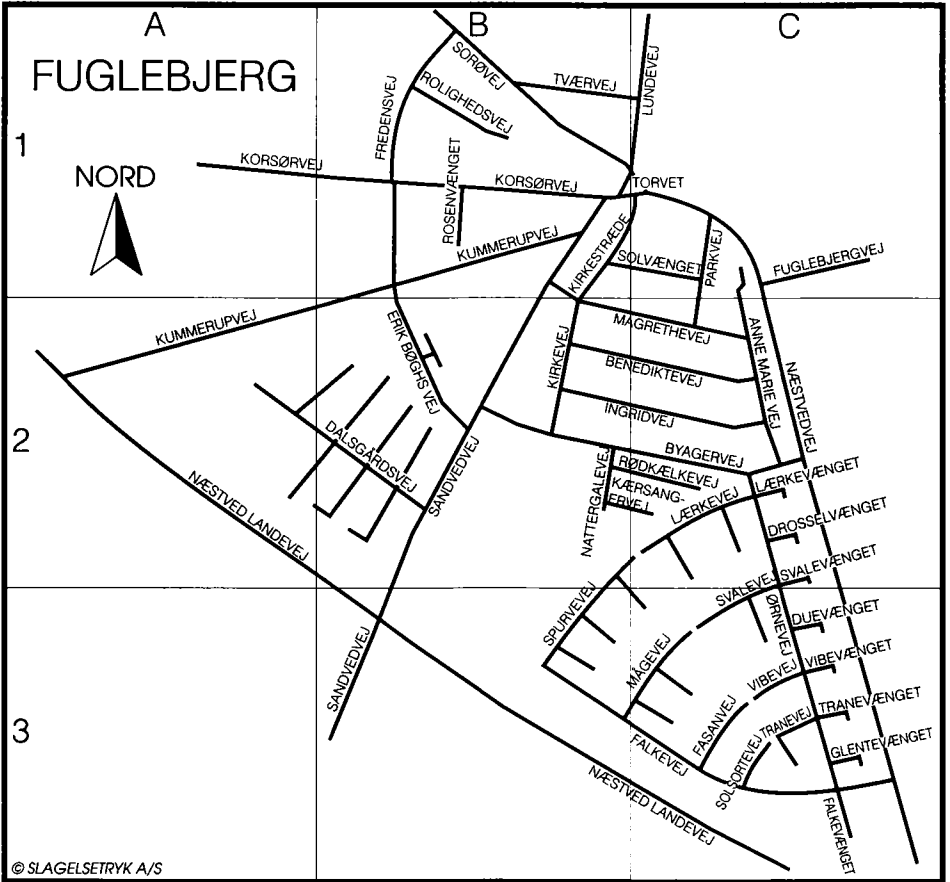 A
B
C
FUGLEBJERG
1
NORD
2
3
SORØVEJ
TVÆRVEJ
LUNDEVEJ
ROLIGHEDSVEJ
FREDENSVEJ
KORSØRVEJ
KORSØRVEJ
TORVET
ROSENVÆNGET
KUMMERUPVEJ
KIRKESTRÆDE
SOLVÆNGET
PARKVEJ
FUGLEBJERGVEJ
KUMMERUPVEJ
ERIK BØGHS VEJ
MAGRETHEVEJ
ANNE MARIE VEJ
KIRKEVEJ
BENEDIKTEVEJ
NÆSTVEDVEJ
INGRIDVEJ
DALSGÅRDSVEJ
SANDVEDVEJ
BYAGERVEJ
NATTERGALEVEJ
RØDKÆLKEVEJ
KÆRSANG-
ERVEJ
LÆRKEVEJ
LÆRKEVÆNGET
NÆSTVED LANDEVEJ
DROSSELVÆNGET
SPURVEVEJ
SVALEVEJ
SVALEVÆNGET
ØRNEVEJ
DUEVÆNGET
MÅGEVEJ
SANDVEDVEJ
VIBEVEJ
VIBEVÆNGET
FASANVEJ
TRANEVEJ
TRANEVÆNGET
FALKEVEJ
SOLSORTEVEJ
GLENTEVÆNGET
NÆSTVED LANDEVEJ
FALKEVÆNGET
© SLAGELSETRYK A/S